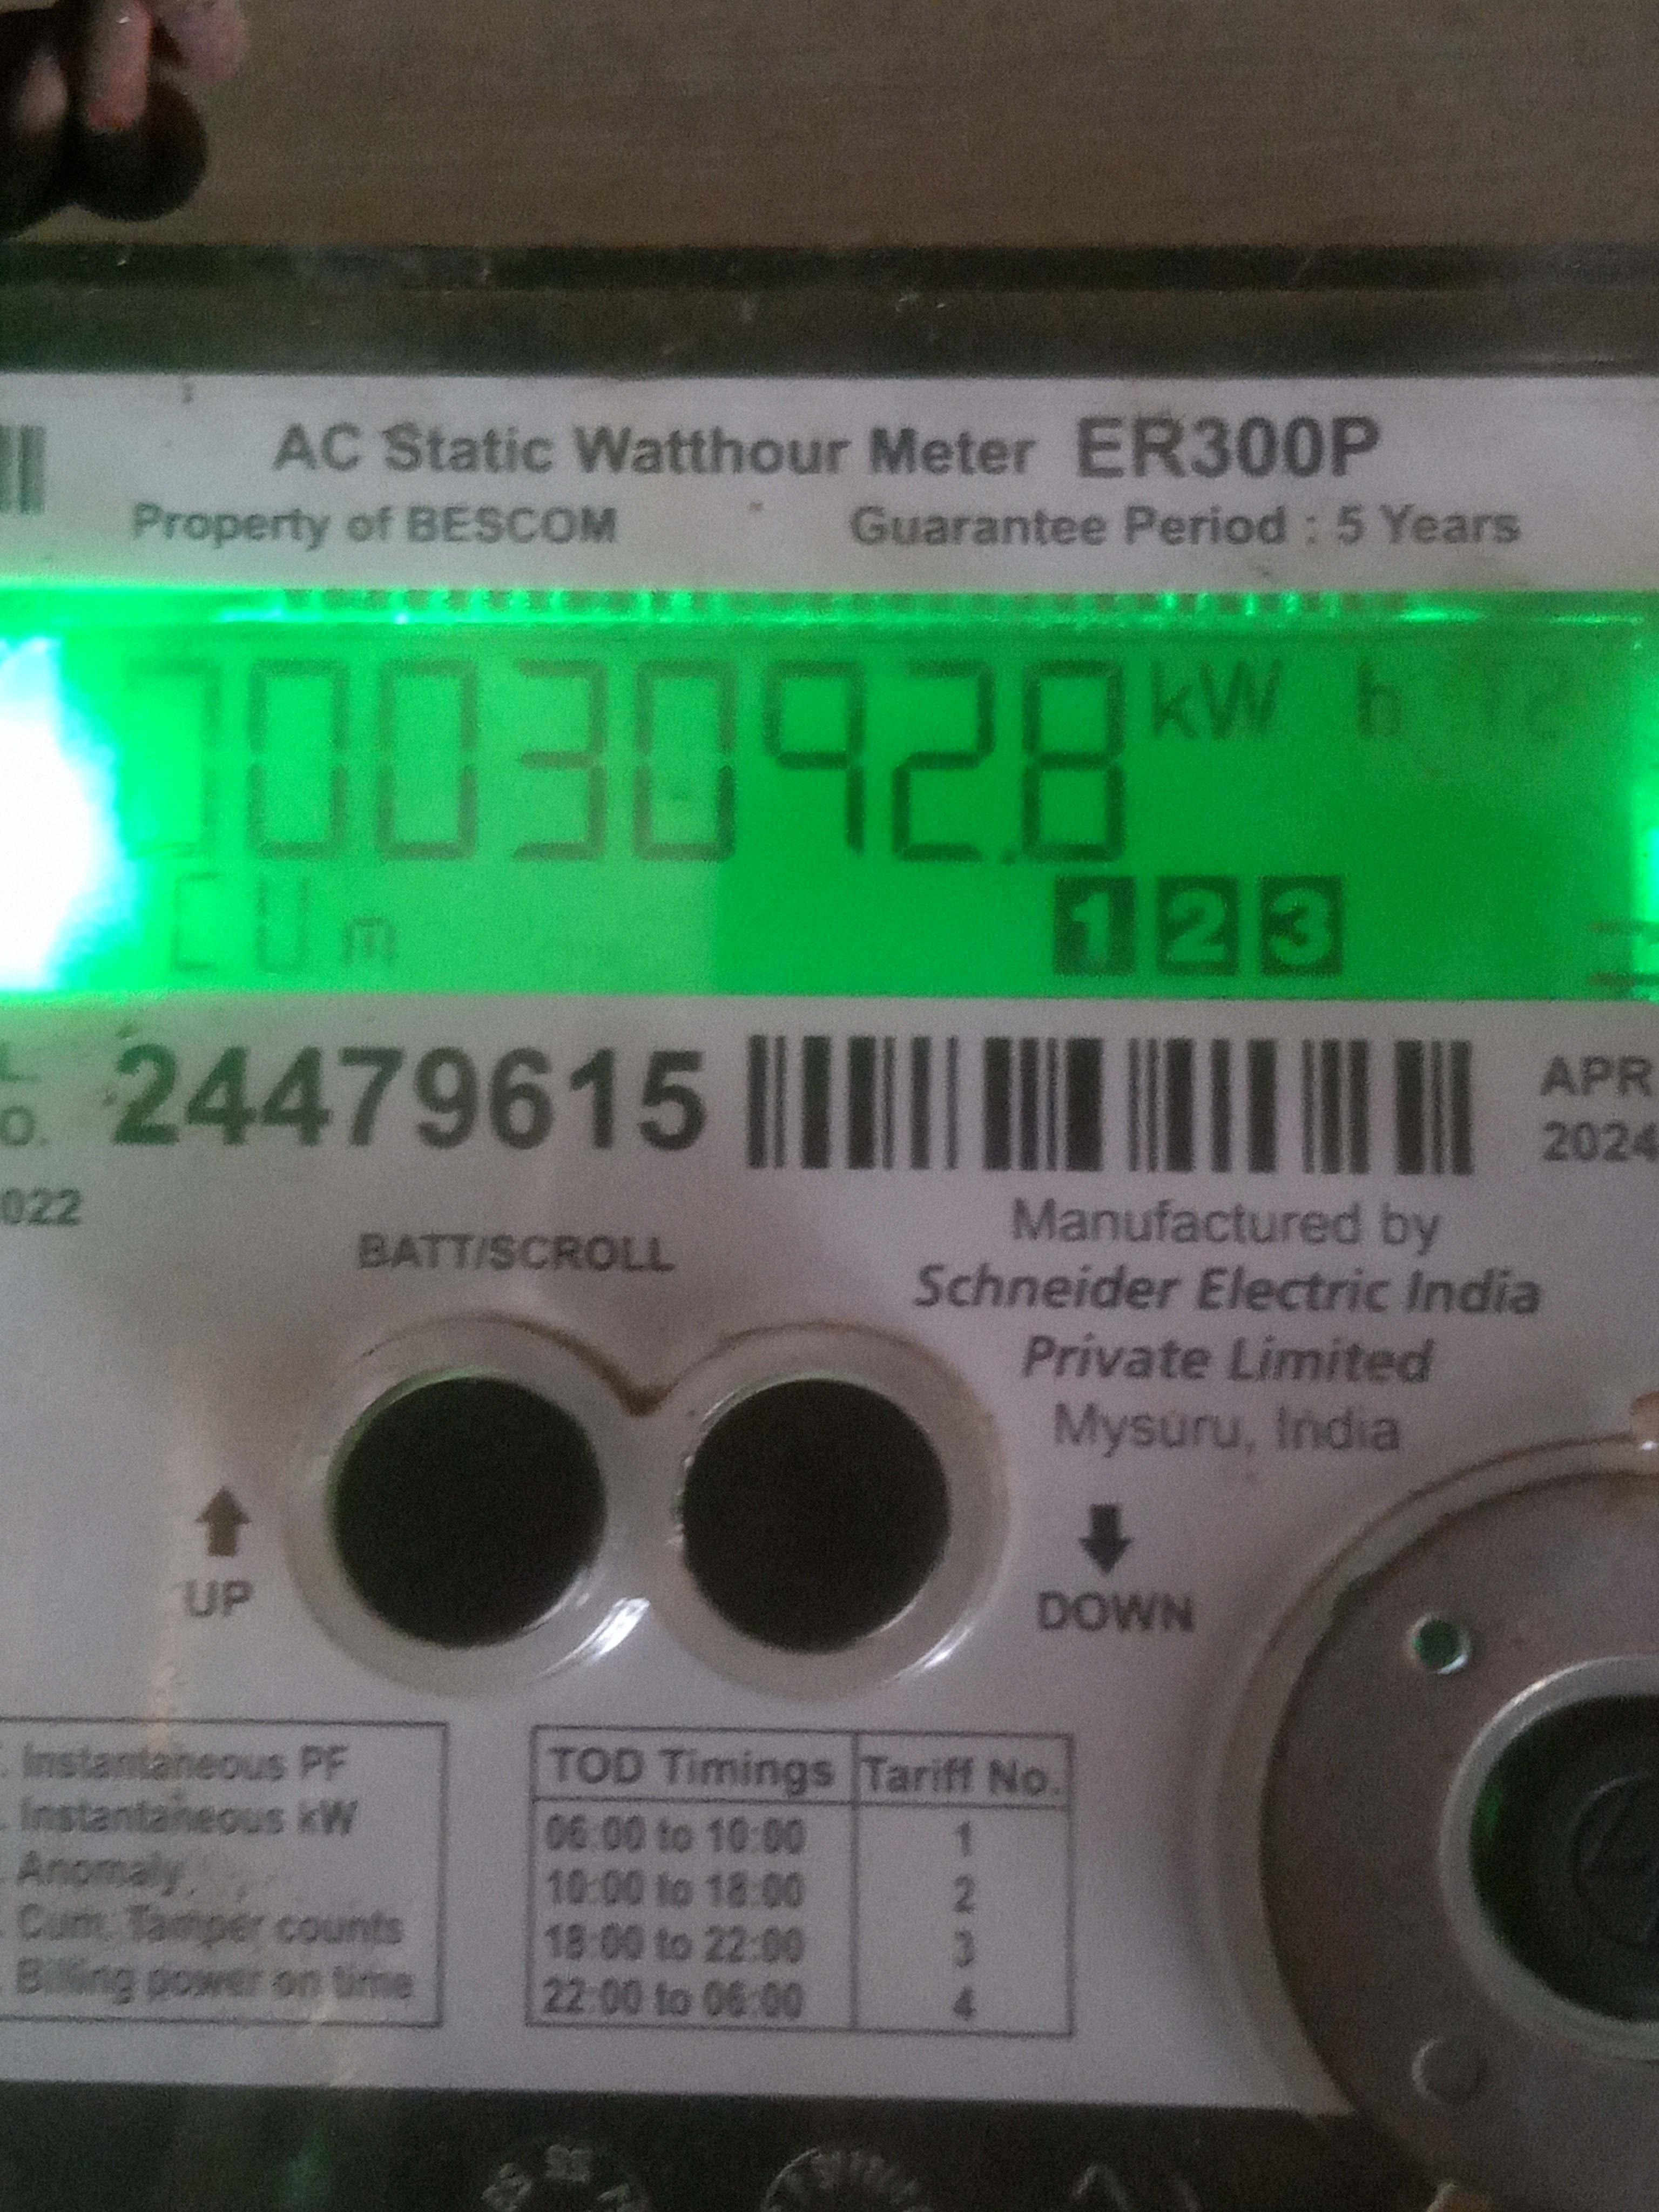 AC Static Watthour Meter ER300P
Property of BESCOM Guarantee Period : 5 Years
00030928 kW h
CUm 1 2 3
24479615 APR
2024
022
BATT/SCROLL
Manufactured by
Schneider Electric India
Private Limited
Mysuru, India
UP
DOWN
Instantaneous PF
Instantaneous kW
Anomaly
Cum. Tamper counts
Billing power on time
TOD Timings Tariff No.
06:00 to 10:00 1
10:00 to 18:00 2
18:00 to 22:00 3
22:00 to 06:00 4